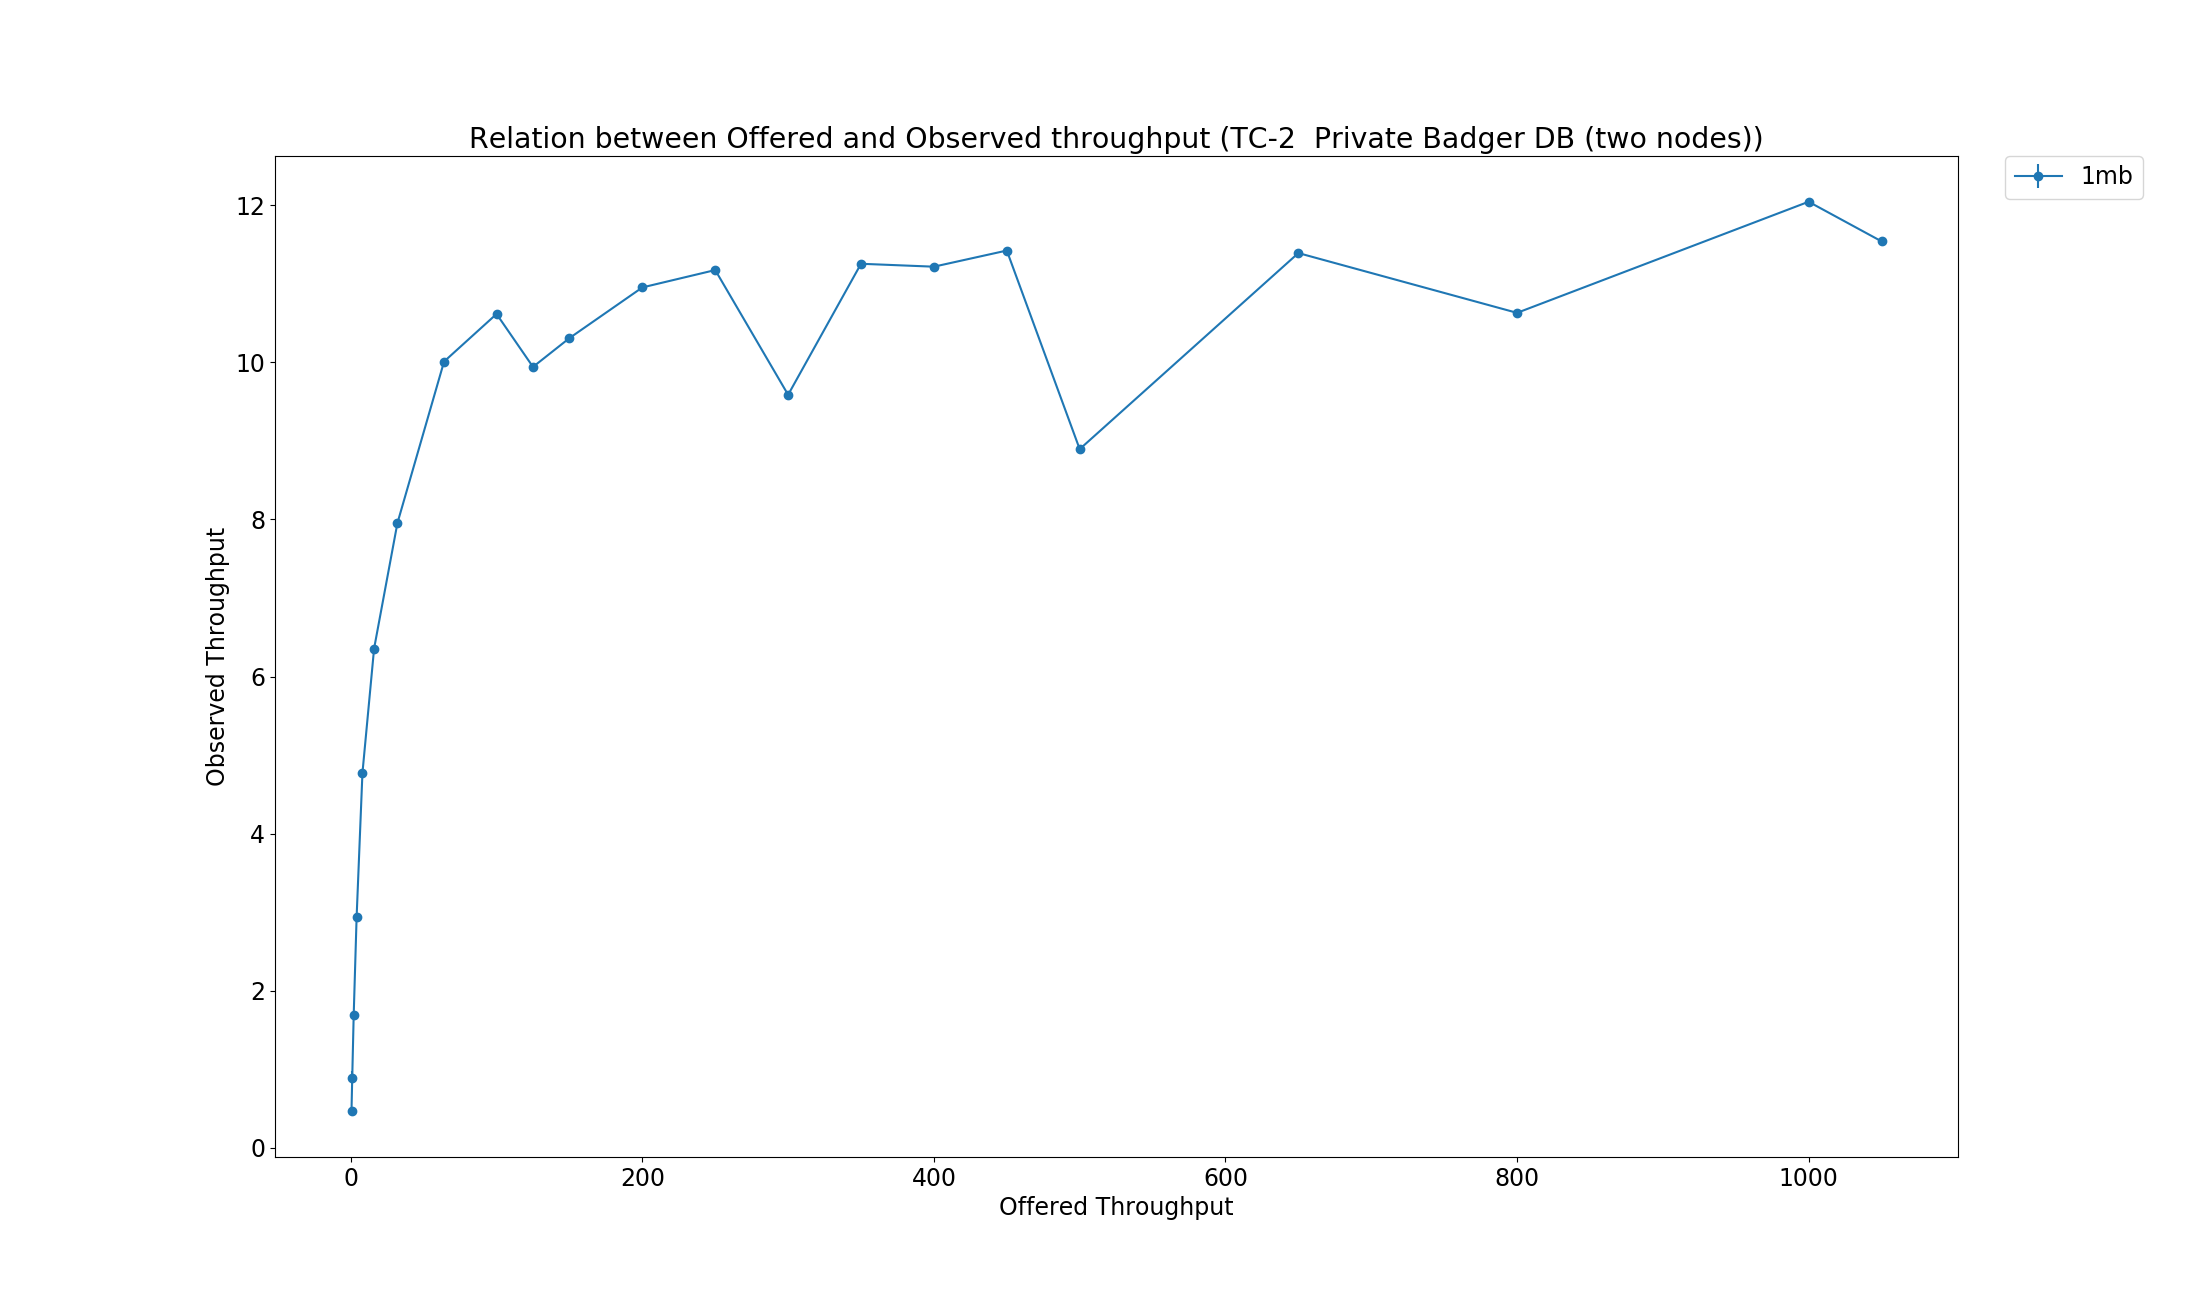 Relation between Offered and Observed throughput (TC-2  Private Badger DB (two nodes))
1mb
12
10
8
6
4
2
0
Observed Throughput
0 200 400 600 800 1000
Offered Throughput